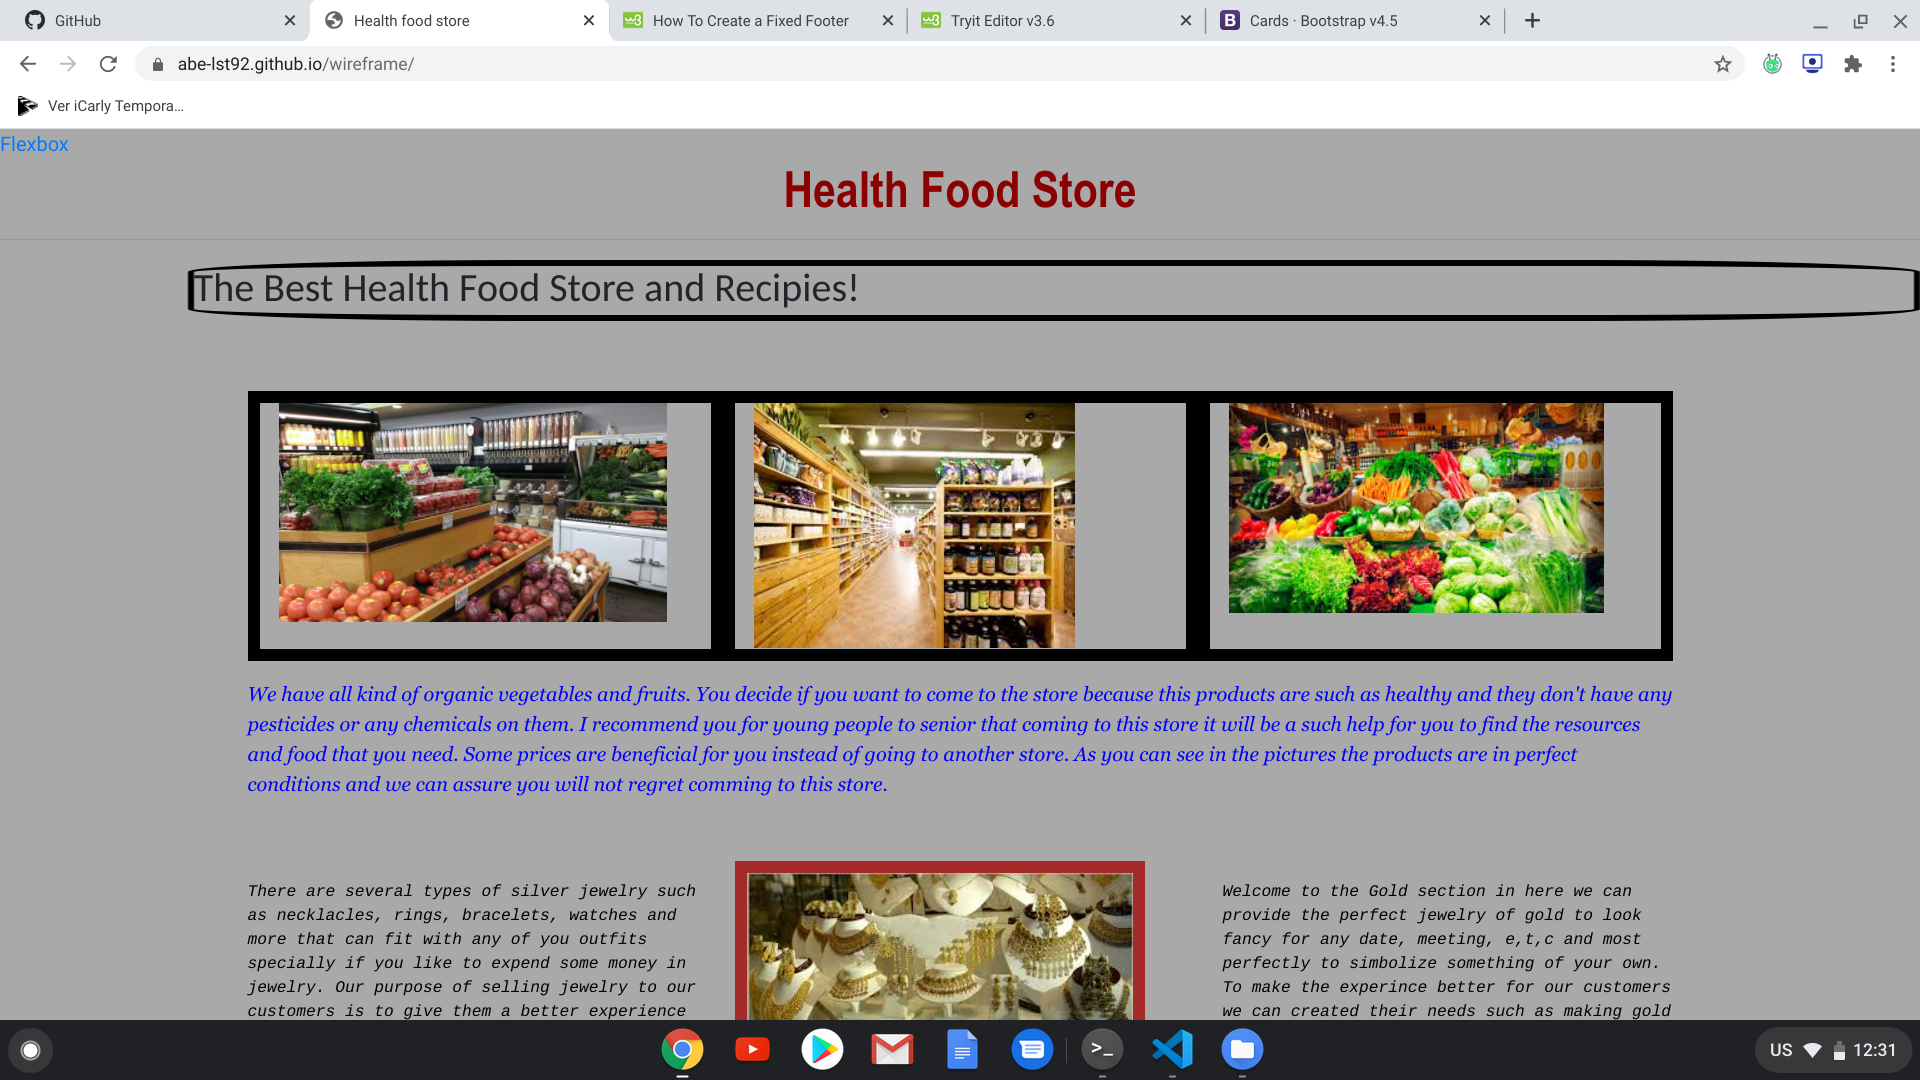 GitHub
Health food store
How To Create a Fixed Footer
Tryit Editor v3.6
Cards · Bootstrap v4.5
abe-lst92.github.io/wireframe/
Ver iCarly Tempora...
Flexbox
Health Food Store
The Best Health Food Store and Recipies!
We have all kind of organic vegetables and fruits. You decide if you want to come to the store because this products are such as healthy and they don't have any
pesticides or any chemicals on them. I recommend you for young people to senior that coming to this store it will be a such help for you to find the resources
and food that you need. Some prices are beneficial for you instead of going to another store. As you can see in the pictures the products are in perfect
conditions and we can assure you will not regret comming to this store.
There are several types of silver jewelry such
as necklacles, rings, bracelets, watches and
more that can fit with any of you outfits
specially if you like to expend some money in
jewelry. Our purpose of selling jewelry to our
customers is to give them a better experience
Welcome to the Gold section in here we can
provide the perfect jewelry of gold to look
fancy for any date, meeting, e,t,c and most
perfectly to simbolize something of your own.
To make the experince better for our customers
we can created their needs such as making gold
US 12:31